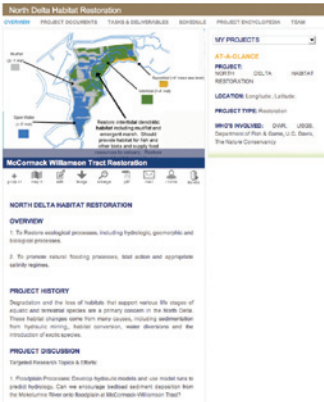 North Delta Habitat Restoration
OVERVIEW PROJECT DOCUMENTS TASKS & DELIVERABLES SCHEDULE PROJECT ENCYCLOPEDIA TEAM
MY PROJECTS
AT-A-GLANCE
PROJECT:
NORTH DELTA HABITAT
RESTORATION
LOCATION: Longitude, Latitude
PROJECT TYPE: Restoration
WHO'S INVOLVED: DWR, USGS,
Department of Fish & Game, U.C. Davis,
The Nature Conservancy
Mudflat
Open Water
Restore intertidal dendritic
habitat including mudflat and
emergent marsh. Should
provide habitat for fish and
other biota and supply food
McCormack Williamson Tract Restoration
NORTH DELTA HABITAT RESTORATION
OVERVIEW
1. To Restore ecological processes, including hydrologic, geomorphic and
biological processes.
2. To promote natural flooding processes, tidal action and appropriate
salinity regimes.
PROJECT HISTORY
Degradation and the loss of habitats that support various life stages of
aquatic and terrestrial species are a primary concern in the North Delta.
These habitat changes come from many causes, including sedimentation
from hydraulic mining, habitat conversion, water diversions and the
introduction of exotic species.
PROJECT DISCUSSION
Targeted Research Topics & Efforts:
1. Floodplain Processes: Develop hydraulic models and use model runs to
predict hydrology. Can we encourage bedload sediment deposition from
the Mokelumne River onto floodplain at McCormack-Williamson Tract?